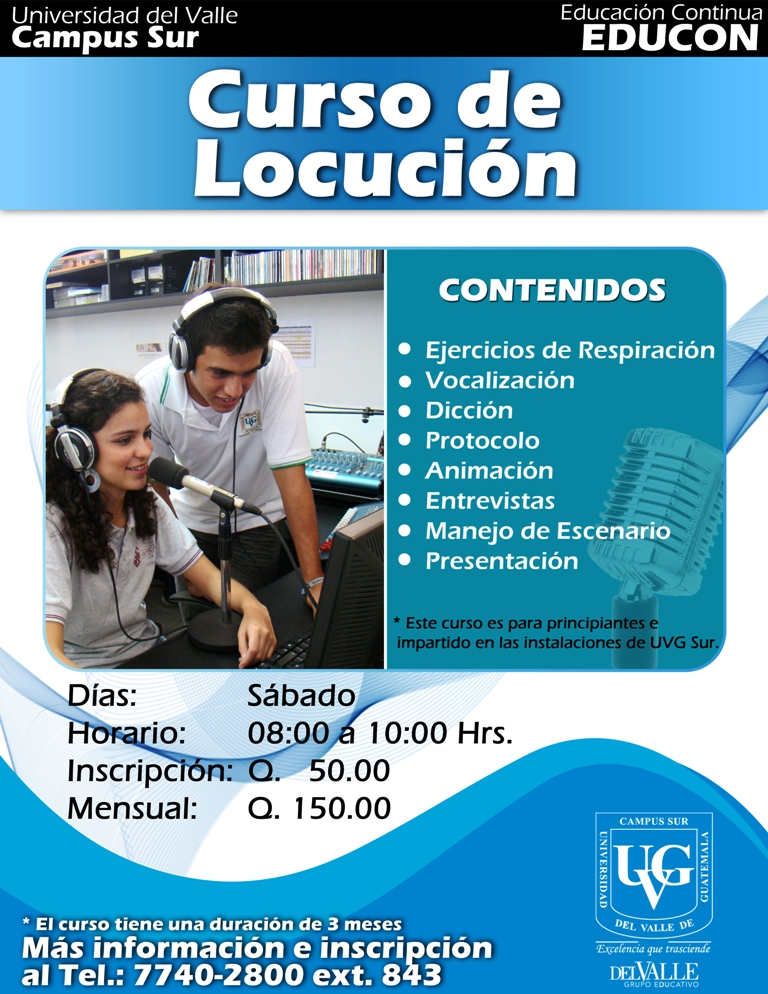 Universidad del Valle
Campus Sur
Educación Continua
EDUCON
Curso de
Locución
UVG
CONTENIDOS
Ejercicios de Respiración
Vocalización
Dicción
Protocolo
Animación
Entrevistas
Manejo de Escenario
Presentación
* Este curso es para principiantes e
impartido en las instalaciones de UVG Sur.
Días: Sábado
Horario: 08:00 a 10:00 Hrs.
Inscripción: Q. 50.00
Mensual: Q. 150.00
* El curso tiene una duración de 3 meses
Más información e inscripción
al Tel.: 7740-2800 ext. 843
CAMPUS SUR
UNIVERSIDAD
UVG
GUATEMALA
DEL VALLE DE
Excelencia que trasciende
DELVALLE
GRUPO EDUCATIVO